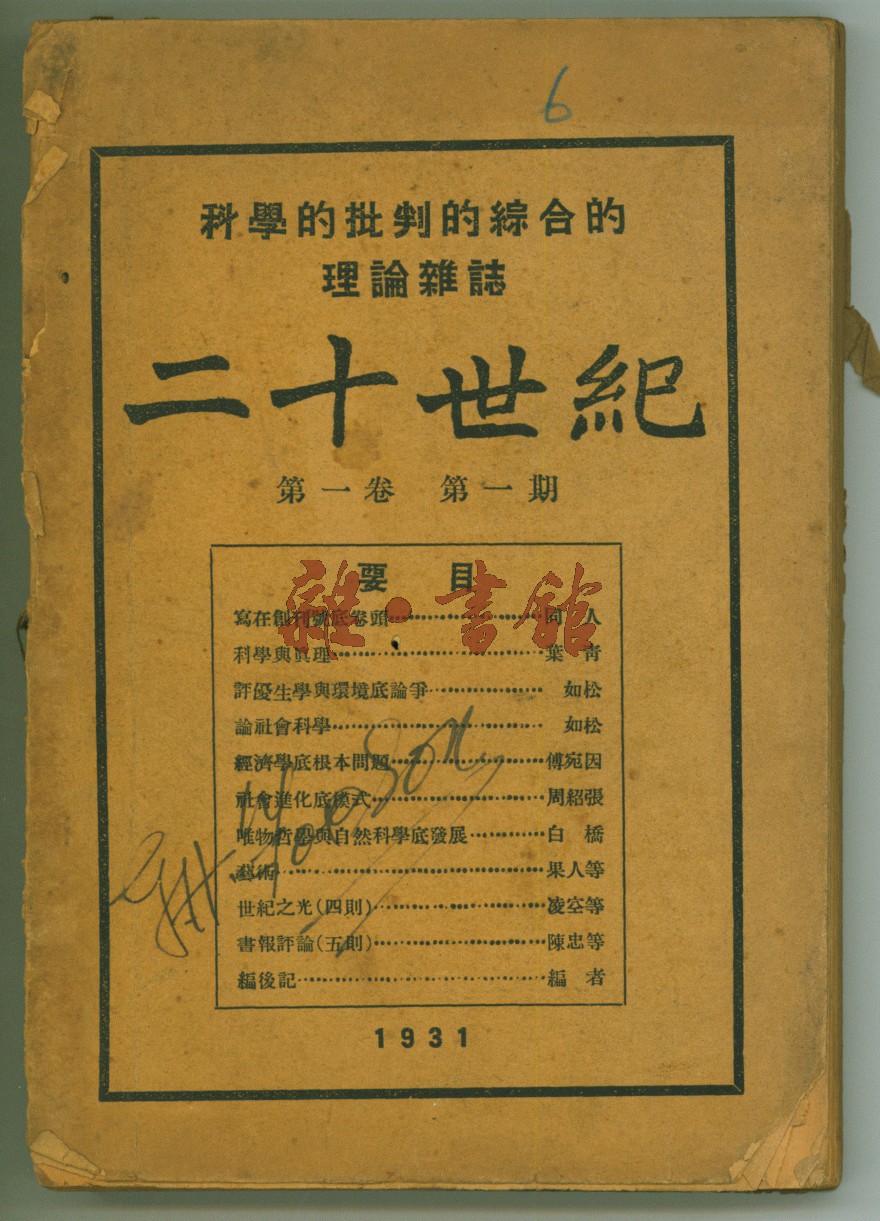 6
科學的批判的綜合的
理論雜誌
二十世紀
第一卷 第一期
要 目
雜·書館
寫在創刊號底卷頭……同人
科學與眞理……葉青
評優生學與環境底論爭……如松
論社會科學……如松
經濟學底根本問題……傅宛因
社會進化底模式……周紹張
唯物哲學與自然科學底發展……白橋
藝術……果人等
世紀之光(四則)……凌空等
書報評論(五則)……陳忠等
編後記……編者
1931